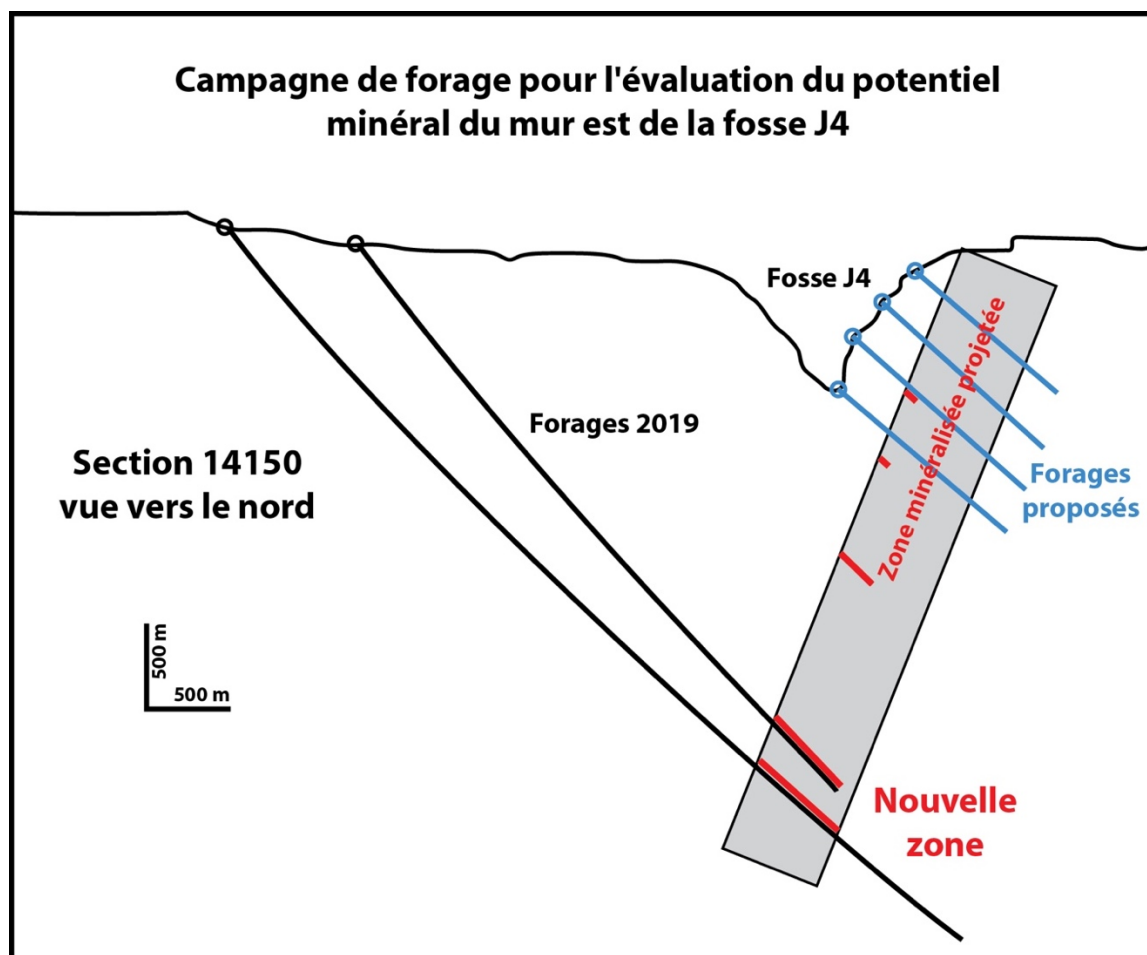 Campagne de forage pour l'évaluation du potentiel
minéral du mur est de la fosse J4
Fosse J4
Zone minéralisée projetée
Forages 2019
Section 14150
vue vers le nord
Forages
proposés
500 m
500 m
Nouvelle
zone